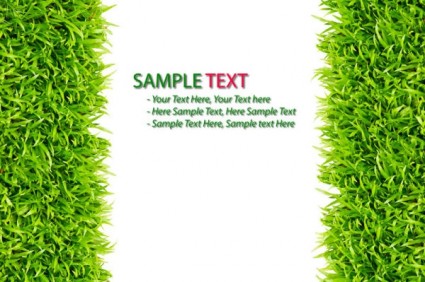 SAMPLE TEXT
- Your Text Here, Your Text here
- Here Sample Text, Here Sample Text
- Sample Text Here, Sample text Here